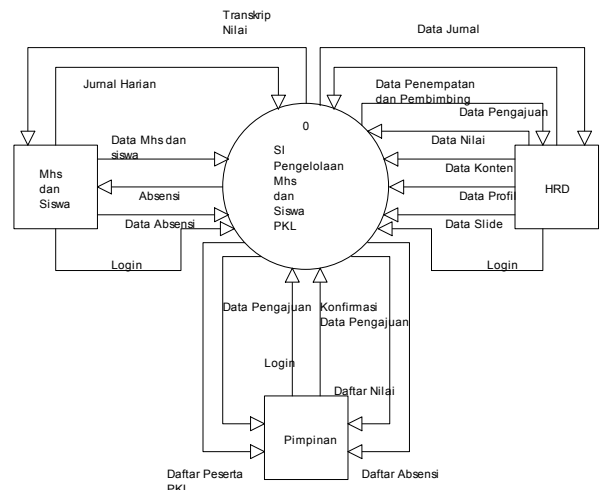 Transkrip
Nilai
Data Jurnal
Jurnal Harian
Data Penempatan
dan Pembimbing
Data Pengajuan
0
Data Mhs dan
siswa
Data Nilai
SI
Pengelolaan
Mhs
dan
Siswa
PKL
Mhs
dan
Siswa
Data Konten
HRD
Absensi
Data Profil
Data Absensi
Data Slide
Login
Login
Data Pengajuan
Konfirmasi
Data Pengajuan
Login
Daftar Nilai
Pimpinan
Daftar Peserta
PKL
Daftar Absensi